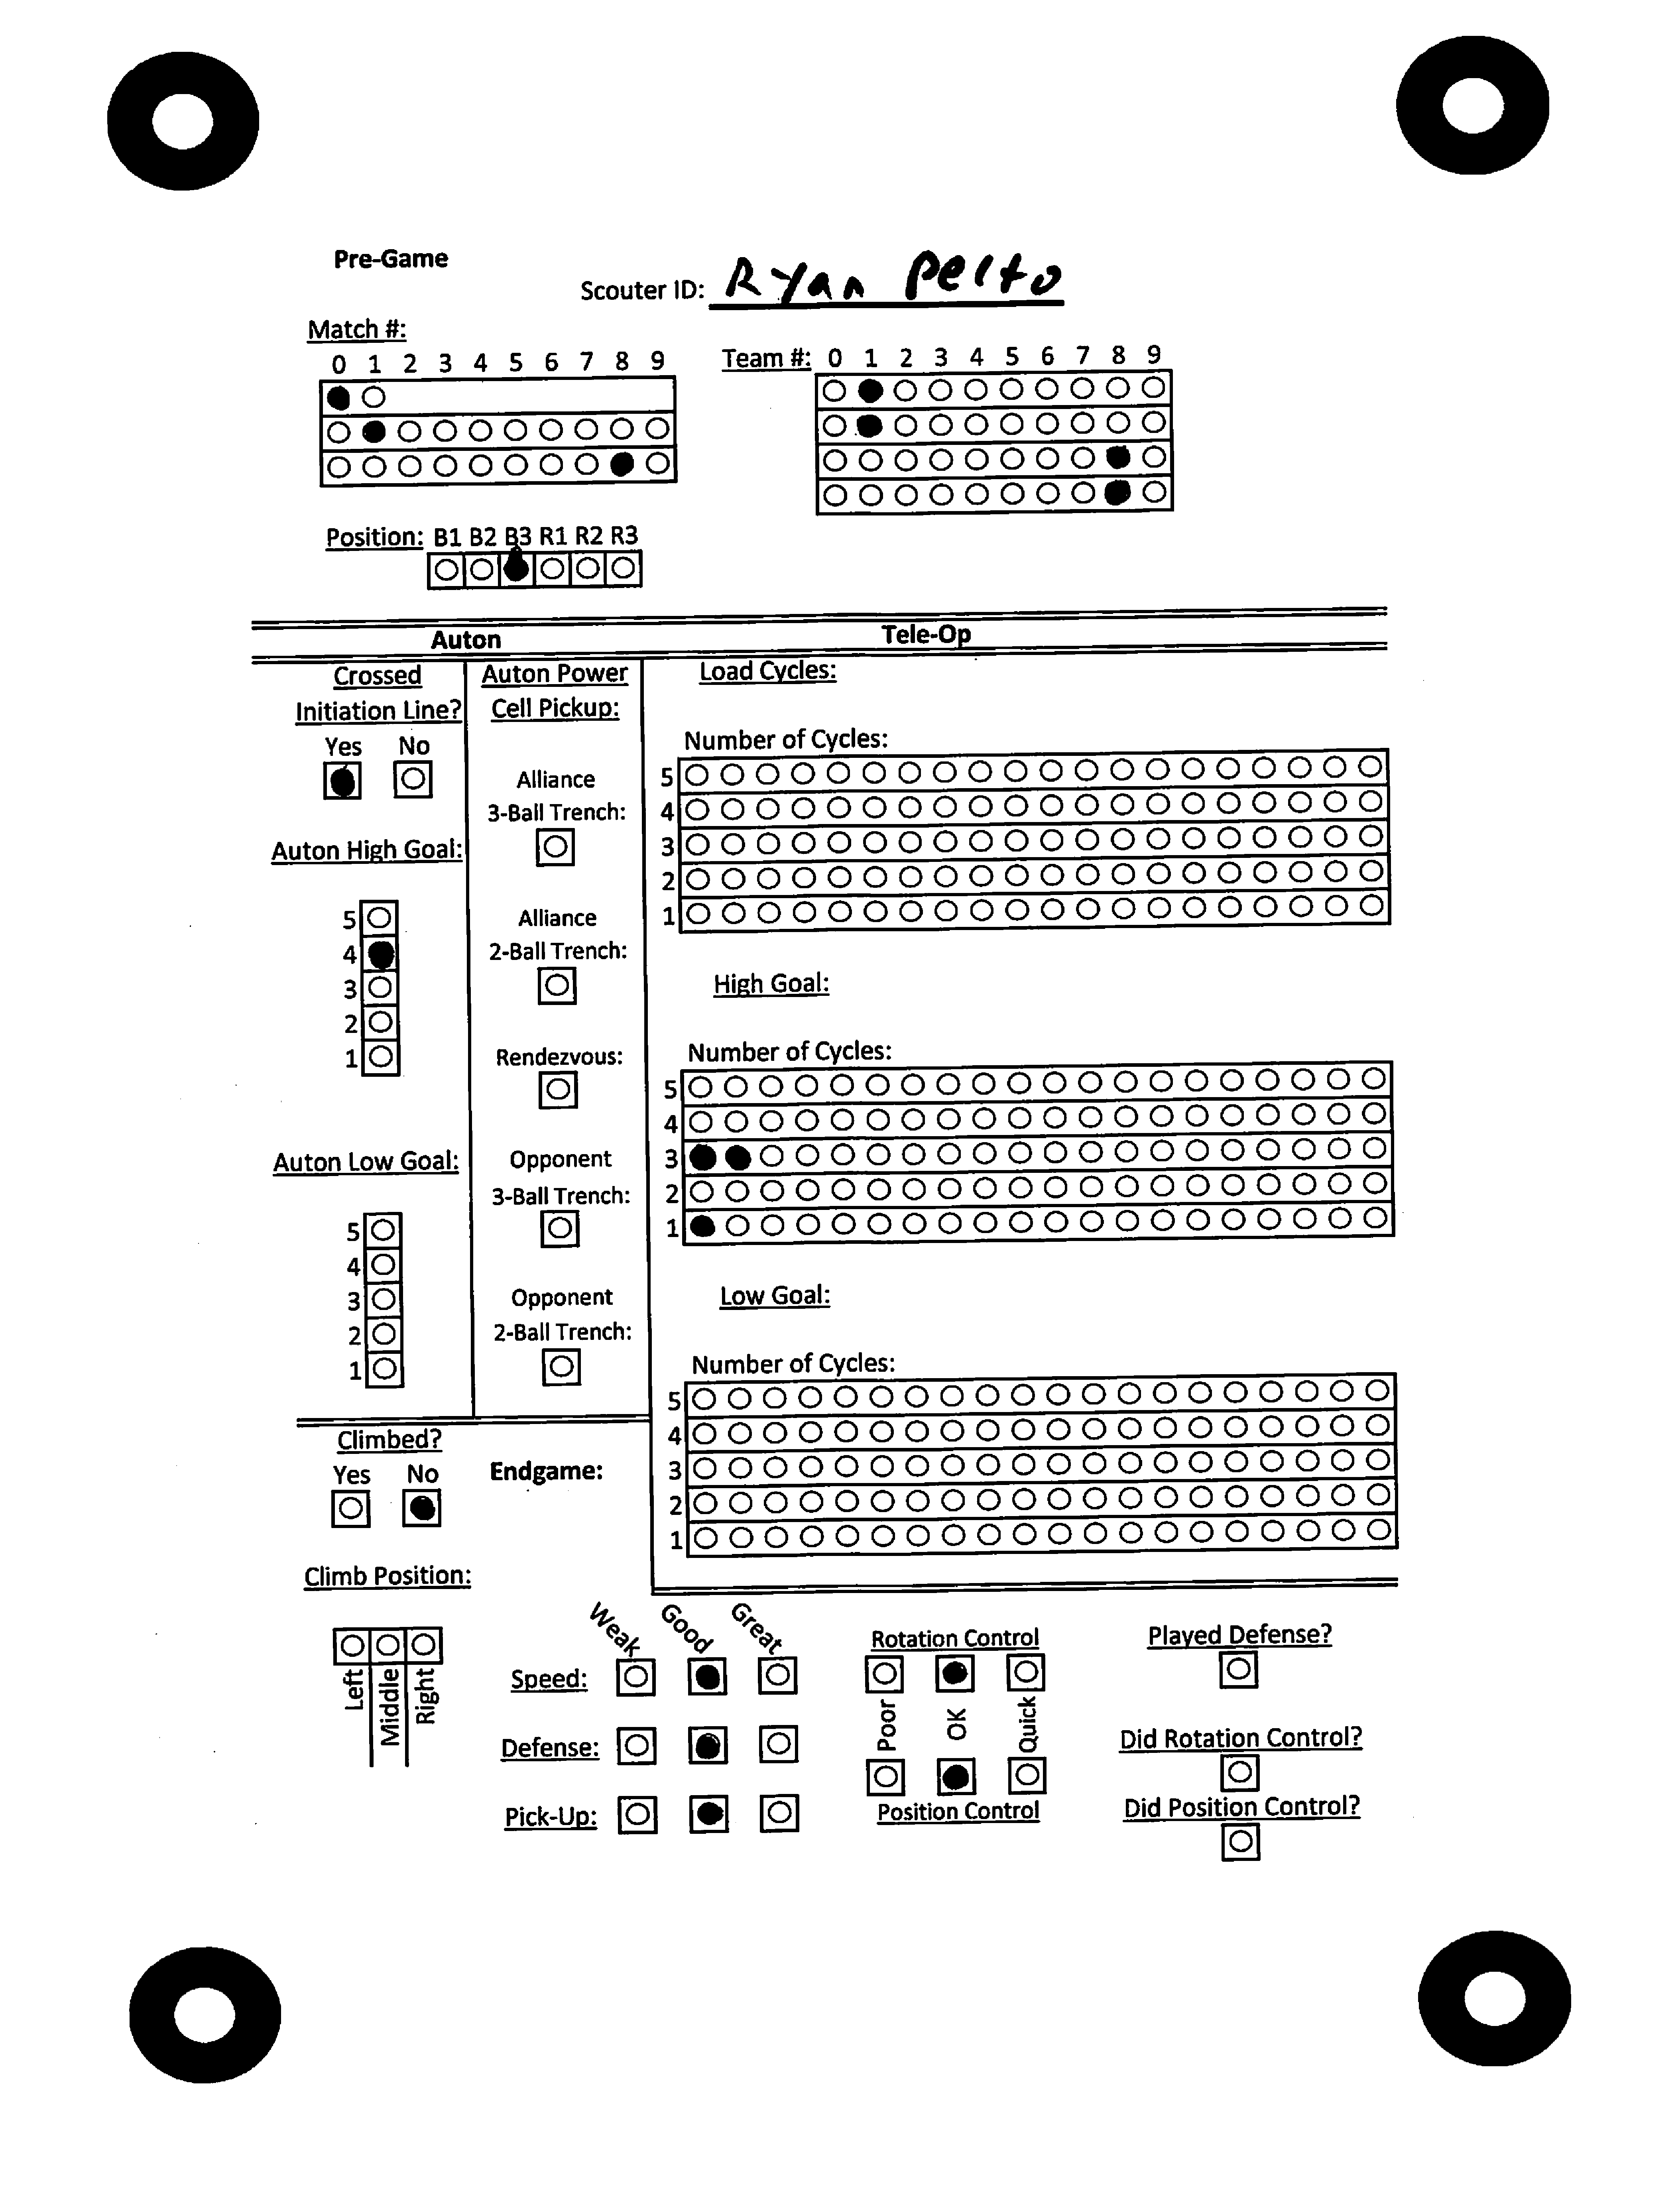 Pre-Game
Scouter ID: Ryan Pelto
Match #:
0 1 2 3 4 5 6 7 8 9
Team #: 0 1 2 3 4 5 6 7 8 9
Position: B1 B2 B3 R1 R2 R3
Auton
Tele-Op
Crossed
Initiation Line?
Yes No
Auton High Goal:
5
4
3
2
1
Auton Low Goal:
5
4
3
2
1
Auton Power
Cell Pickup:
Alliance
3-Ball Trench:
Alliance
2-Ball Trench:
Rendezvous:
Opponent
3-Ball Trench:
Opponent
2-Ball Trench:
Load Cycles:
Number of Cycles:
5
4
3
2
1
High Goal:
Number of Cycles:
5
4
3
2
1
Low Goal:
Number of Cycles:
5
4
3
2
1
Climbed?
Yes No
Endgame:
Climb Position:
Left
Middle
Right
Weak Good Great
Speed:
Defense:
Pick-Up:
Rotation Control
Poor OK Quick
Position Control
Played Defense?
Did Rotation Control?
Did Position Control?